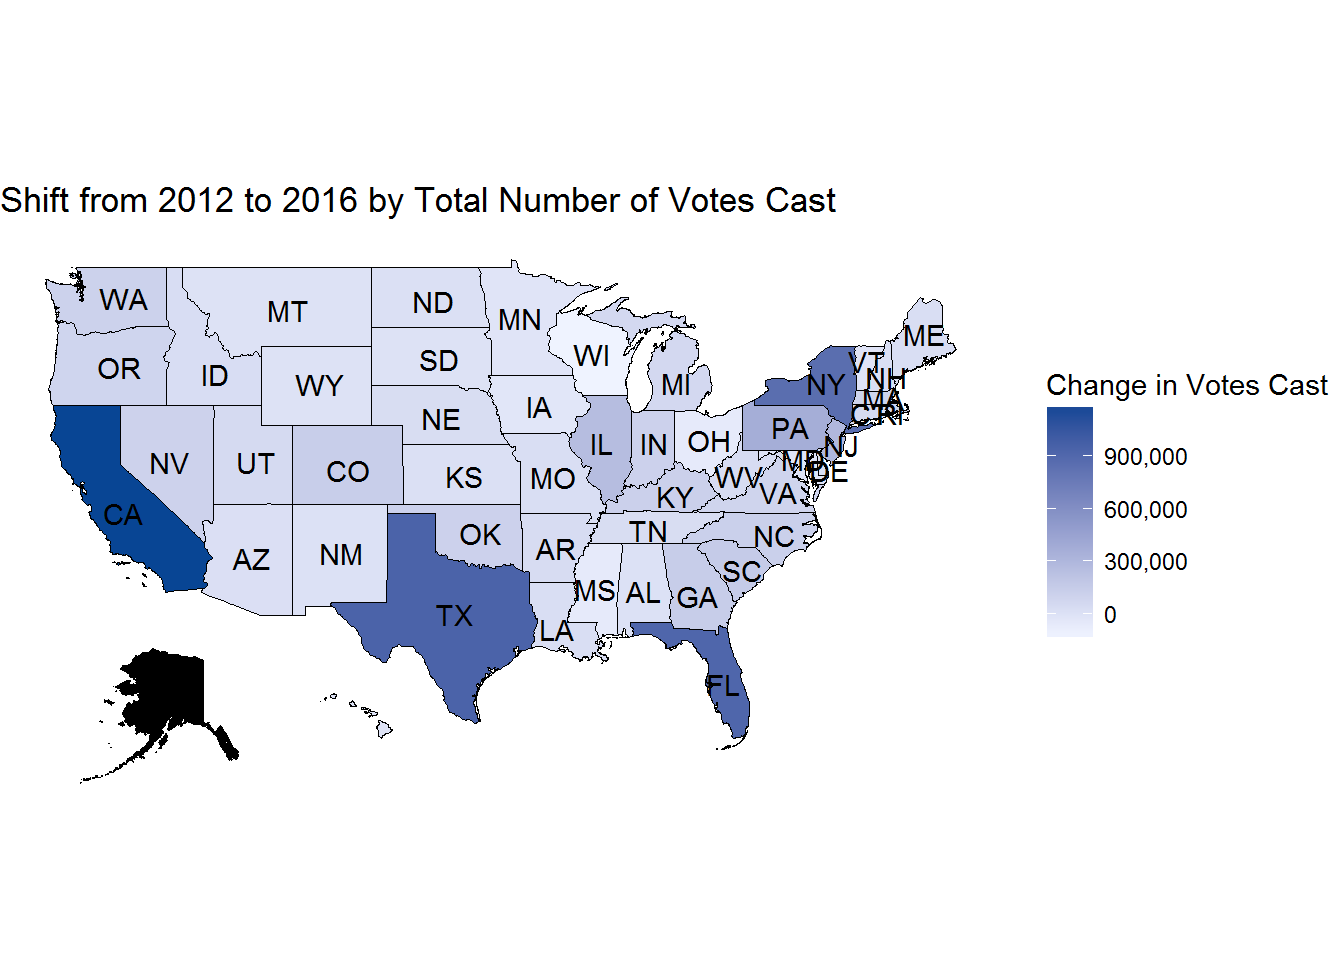 Shift from 2012 to 2016 by Total Number of Votes Cast
WA
MT
ND
MN
ME
OR
ID
WY
SD
WI
MI
NY
VT
NH
MA
RI
NE
IA
PA
NJ
NV
UT
CO
KS
MO
IL
IN
OH
WV
MD
DE
VA
KY
CA
AZ
NM
OK
AR
TN
NC
SC
MS
AL
GA
TX
LA
FL
Change in Votes Cast
900,000
600,000
300,000
0